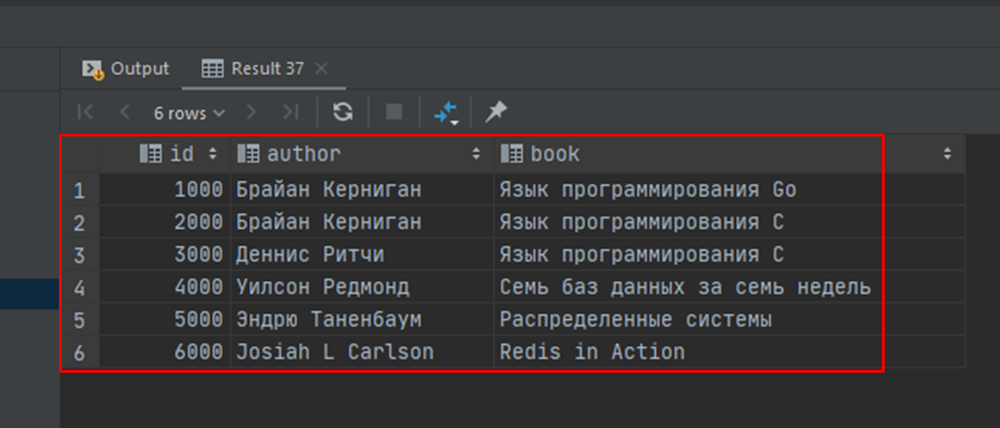 Output Result 37
6 rows
id author book
1 1000 Брайан Керниган Язык программирования Go
2 2000 Брайан Керниган Язык программирования C
3 3000 Деннис Ритчи Язык программирования C
4 4000 Уилсон Редмонд Семь баз данных за семь недель
5 5000 Эндрю Таненбаум Распределенные системы
6 6000 Josiah L Carlson Redis in Action